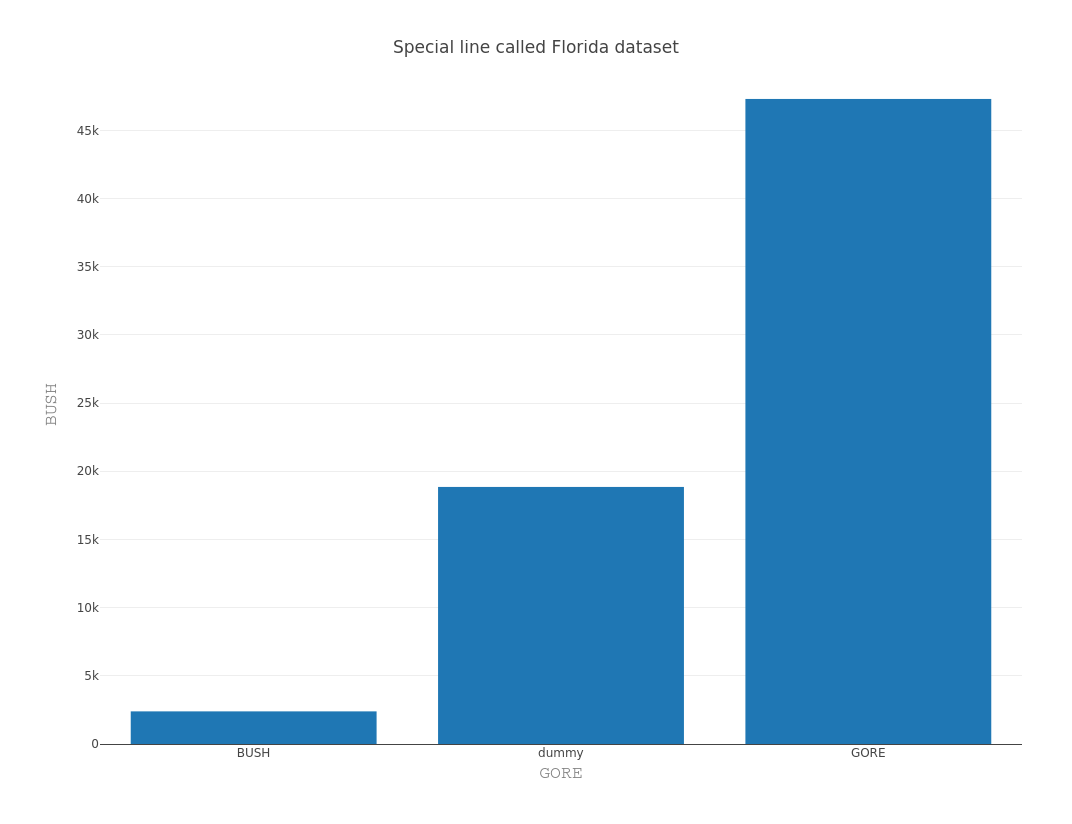 Special line called Florida dataset
45k
40k
35k
30k
25k
20k
15k
10k
5k
0
BUSH
BUSH dummy GORE
GORE